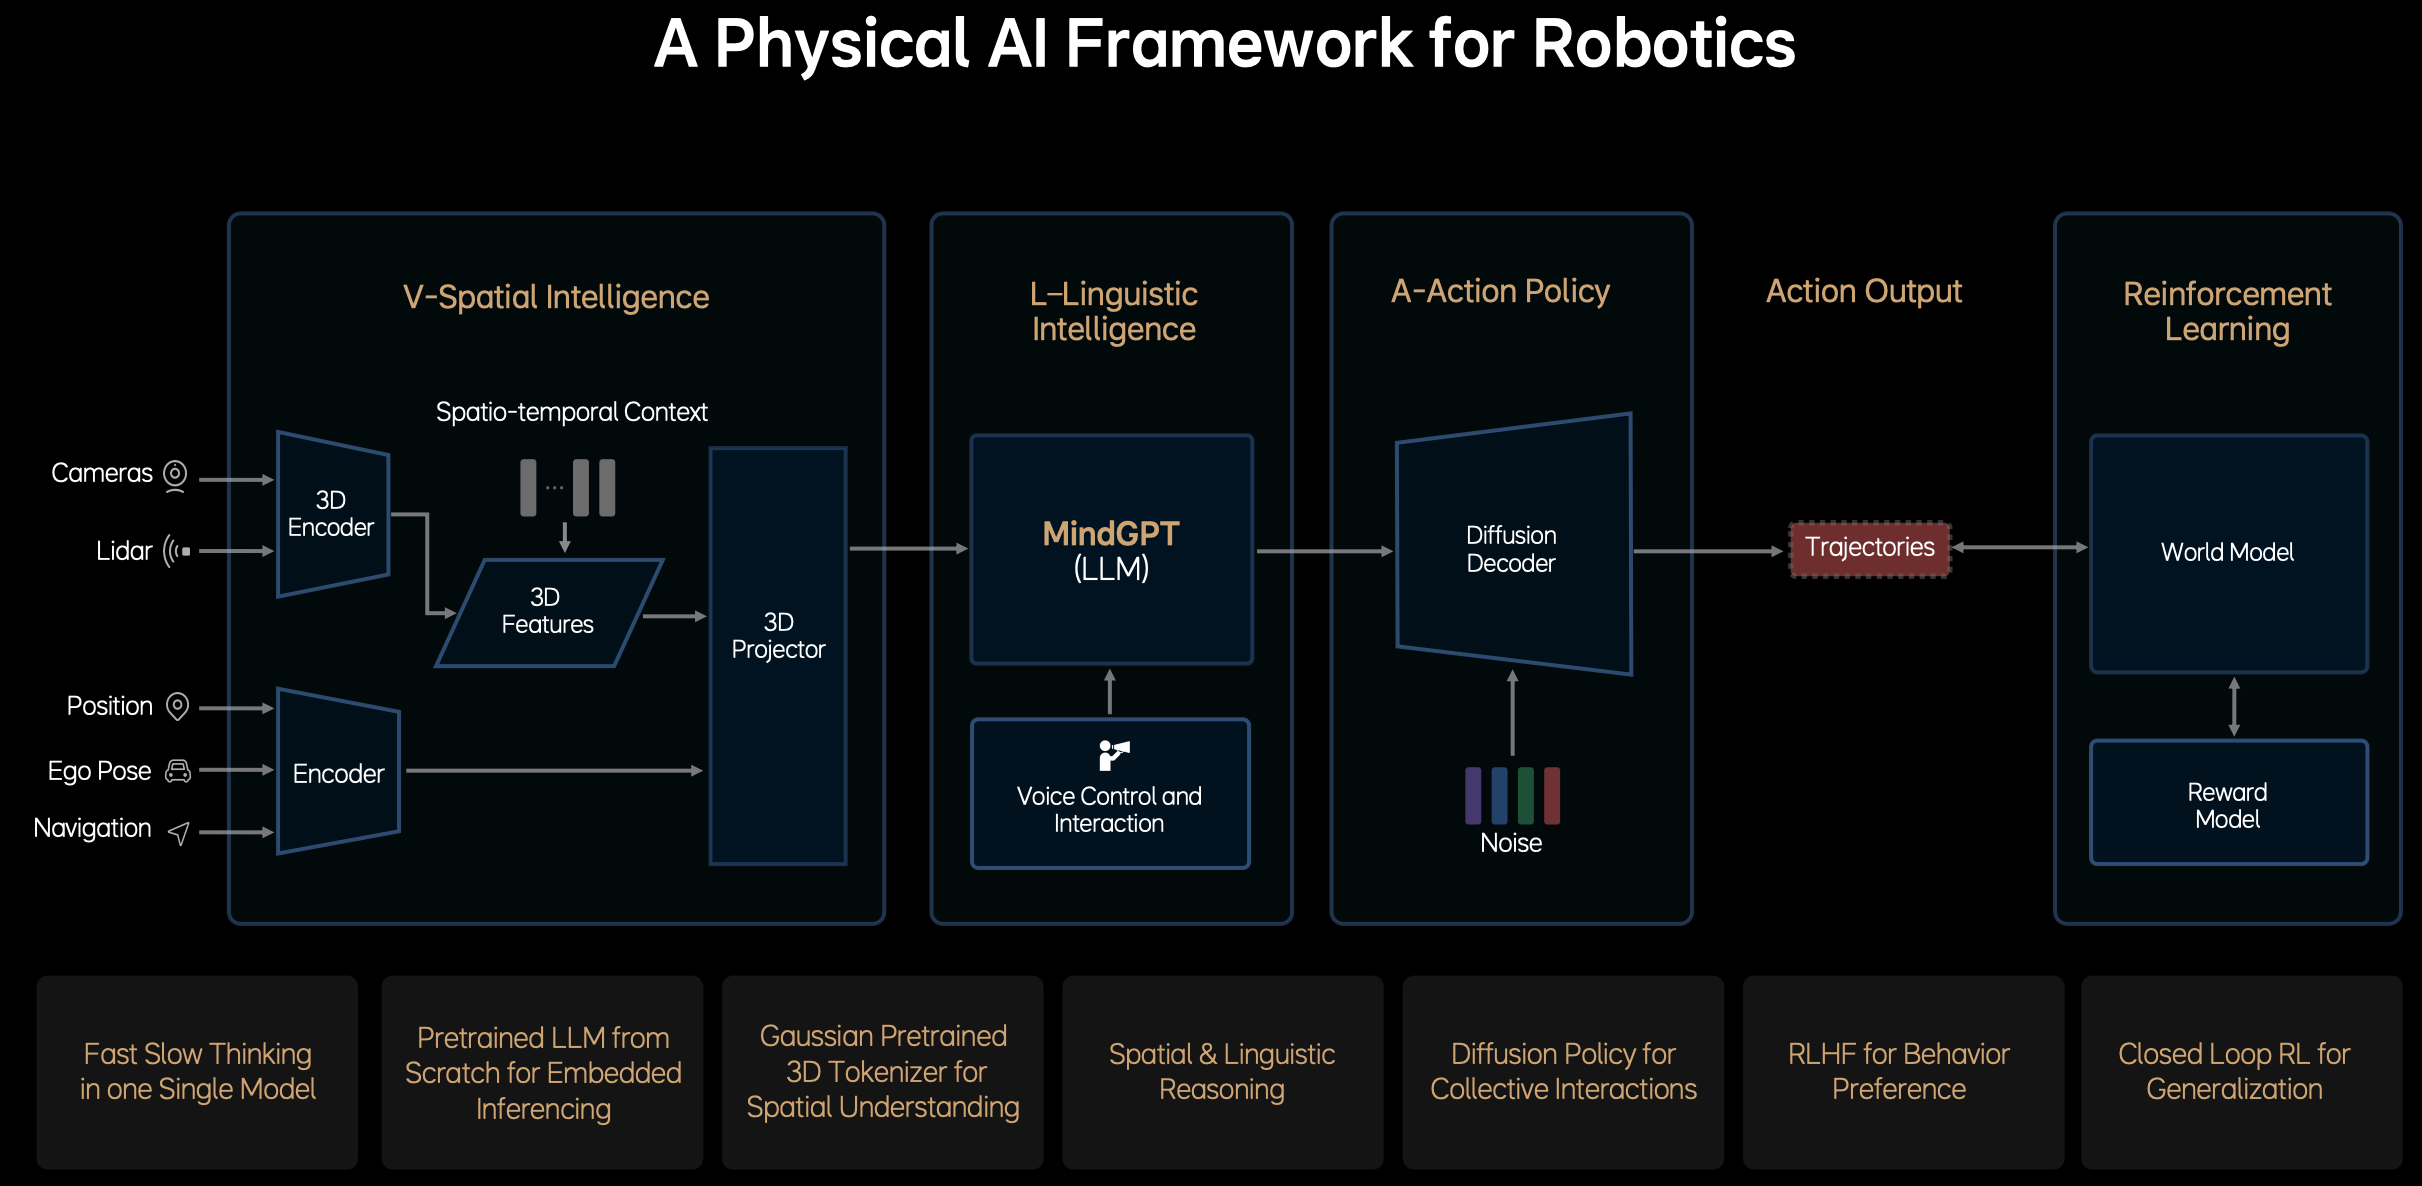 A Physical AI Framework for Robotics
V-Spatial Intelligence
L–Linguistic
Intelligence
A-Action Policy
Action Output
Reinforcement
Learning
Spatio-temporal Context
Cameras
Lidar
3D
Encoder
...
3D
Features
3D
Projector
Position
Ego Pose
Navigation
Encoder
MindGPT
(LLM)
Voice Control and
Interaction
Diffusion
Decoder
Noise
Trajectories
World Model
Reward
Model
Fast Slow Thinking
in one Single Model
Pretrained LLM from
Scratch for Embedded
Inferencing
Gaussian Pretrained
3D Tokenizer for
Spatial Understanding
Spatial & Linguistic
Reasoning
Diffusion Policy for
Collective Interactions
RLHF for Behavior
Preference
Closed Loop RL for
Generalization